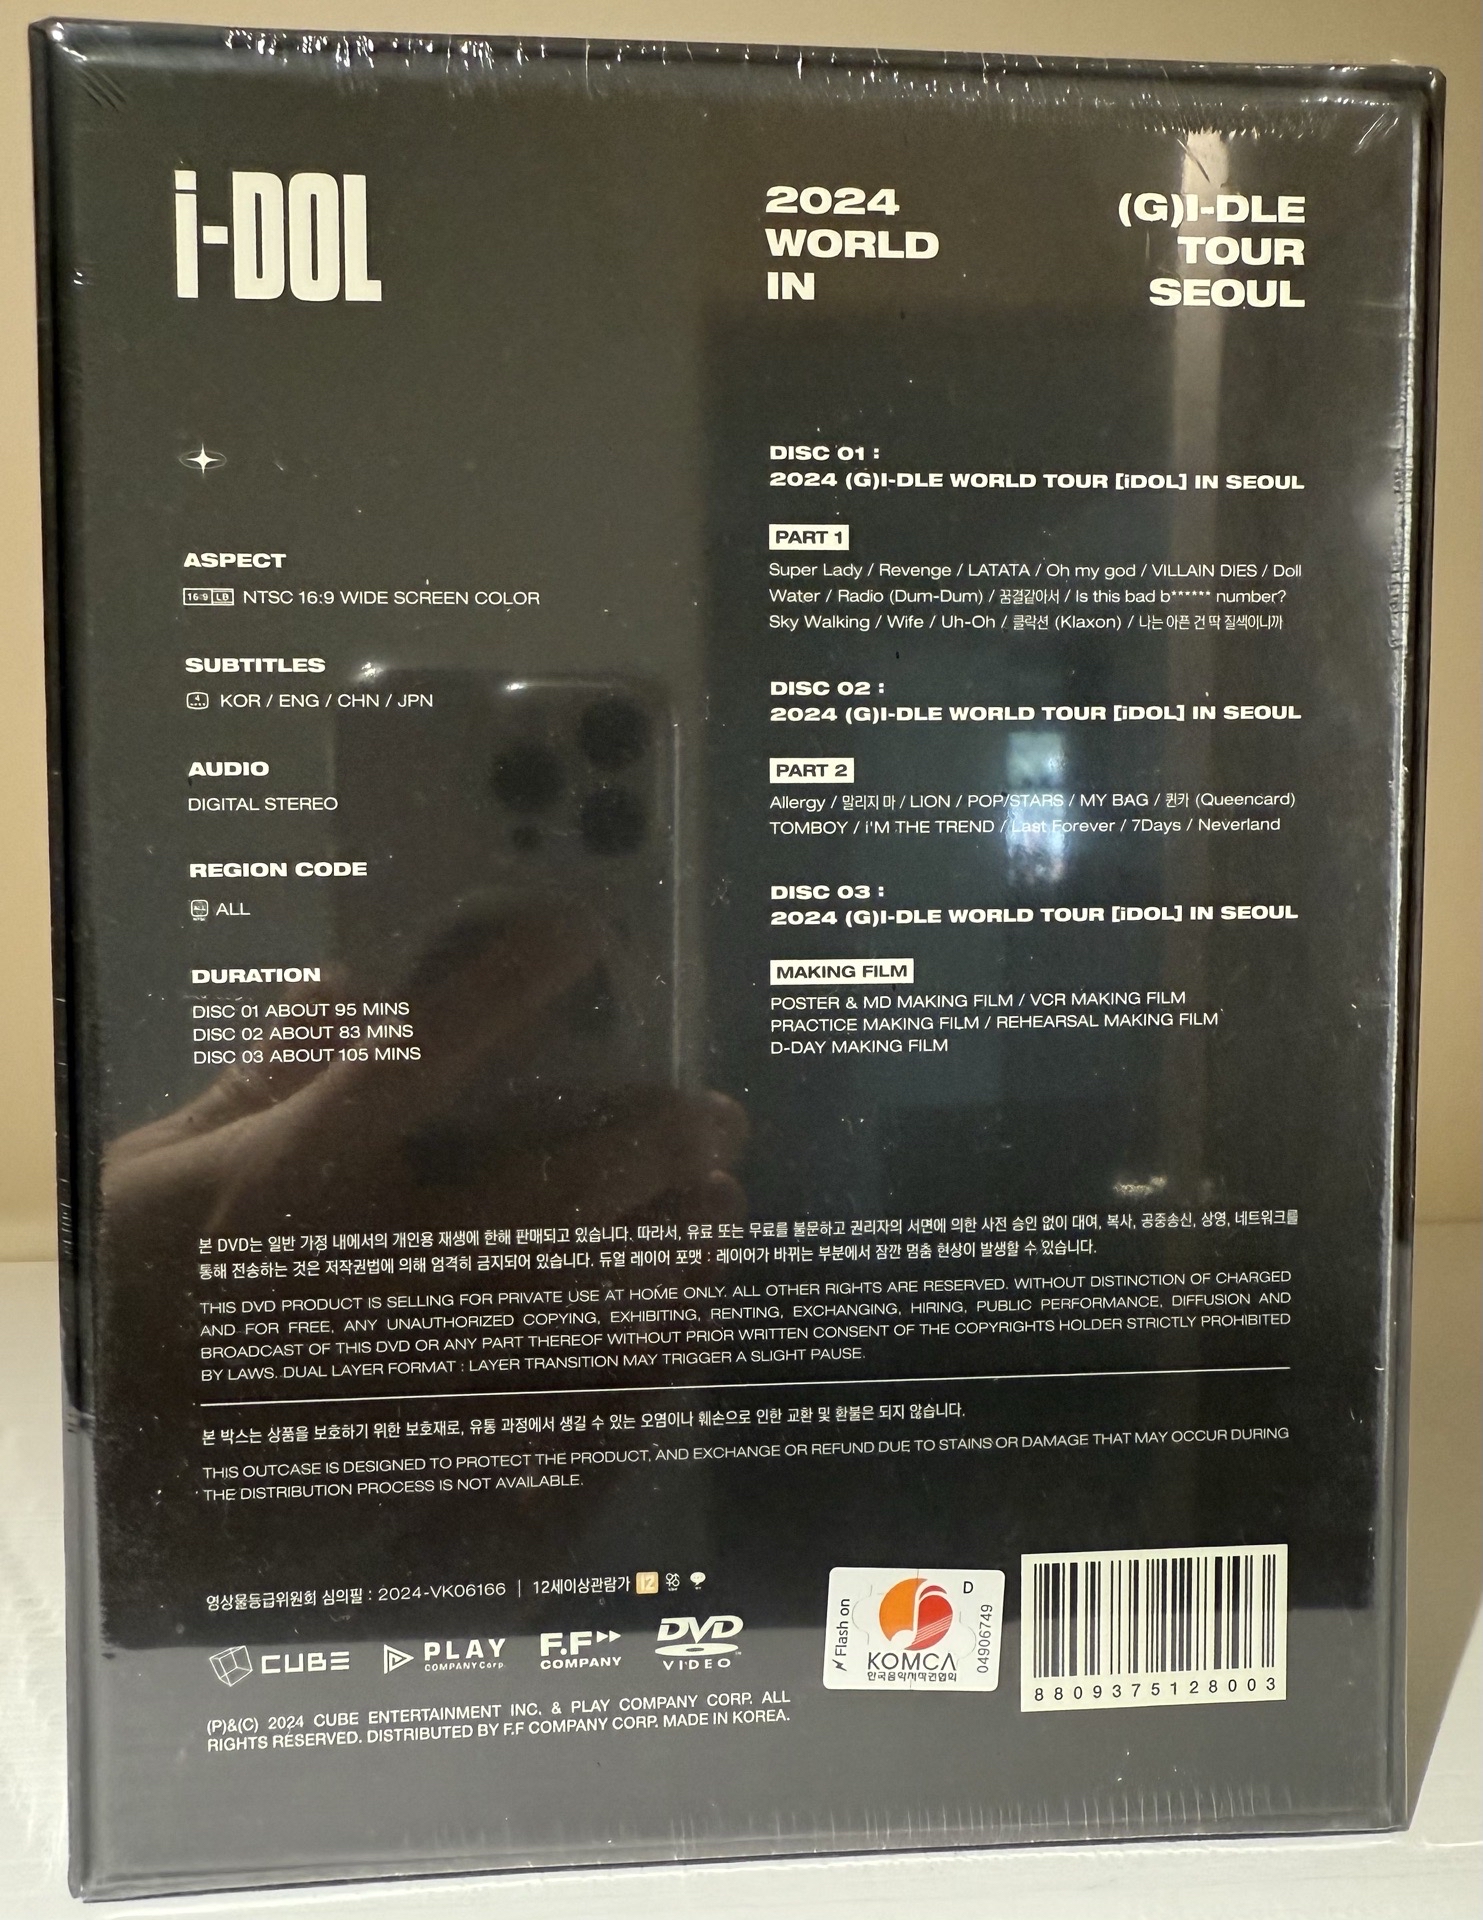 i-DOL
2024 (G)I-DLE
WORLD TOUR
IN SEOUL
ASPECT
16:9 LB NTSC 16:9 WIDE SCREEN COLOR
SUBTITLES
KOR / ENG / CHN / JPN
AUDIO
DIGITAL STEREO
REGION CODE
ALL ALL
DURATION
DISC 01 ABOUT 95 MINS
DISC 02 ABOUT 83 MINS
DISC 03 ABOUT 105 MINS
DISC 01 :
2024 (G)I-DLE WORLD TOUR [iDOL] IN SEOUL
PART 1
Super Lady / Revenge / LATATA / Oh my god / VILLAIN DIES / Doll
Water / Radio (Dum-Dum) / 꿈결같아서 / Is this bad b****** number?
Sky Walking / Wife / Uh-Oh / 클락션 (Klaxon) / 나는 아픈 건 딱 질색이니까
DISC 02 :
2024 (G)I-DLE WORLD TOUR [iDOL] IN SEOUL
PART 2
Allergy / 말리지 마 / LION / POP/STARS / MY BAG / 퀸카 (Queencard)
TOMBOY / i'M THE TREND / Last Forever / 7Days / Neverland
DISC 03 :
2024 (G)I-DLE WORLD TOUR [iDOL] IN SEOUL
MAKING FILM
POSTER & MD MAKING FILM / VCR MAKING FILM
PRACTICE MAKING FILM / REHEARSAL MAKING FILM
D-DAY MAKING FILM
본 DVD는 일반 가정 내에서의 개인용 재생에 한해 판매되고 있습니다. 따라서, 유료 또는 무료를 불문하고 권리자의 서면에 의한 사전 승인 없이 대여, 복사, 공중송신, 상영, 네트워크를
통해 전송하는 것은 저작권법에 의해 엄격히 금지되어 있습니다. 듀얼 레이어 포맷 : 레이어가 바뀌는 부분에서 잠깐 멈춤 현상이 발생할 수 있습니다.
THIS DVD PRODUCT IS SELLING FOR PRIVATE USE AT HOME ONLY. ALL OTHER RIGHTS ARE RESERVED. WITHOUT DISTINCTION OF CHARGED
AND FOR FREE, ANY UNAUTHORIZED COPYING, EXHIBITING, RENTING, EXCHANGING, HIRING, PUBLIC PERFORMANCE, DIFFUSION AND
BROADCAST OF THIS DVD OR ANY PART THEREOF WITHOUT PRIOR WRITTEN CONSENT OF THE COPYRIGHTS HOLDER STRICTLY PROHIBITED
BY LAWS. DUAL LAYER FORMAT : LAYER TRANSITION MAY TRIGGER A SLIGHT PAUSE.
본 박스는 상품을 보호하기 위한 보호재로, 유통 과정에서 생길 수 있는 오염이나 훼손으로 인한 교환 및 환불은 되지 않습니다.
THIS OUTCASE IS DESIGNED TO PROTECT THE PRODUCT, AND EXCHANGE OR REFUND DUE TO STAINS OR DAMAGE THAT MAY OCCUR DURING
THE DISTRIBUTION PROCESS IS NOT AVAILABLE.
영상물등급위원회 심의필 : 2024-VK06166 | 12세이상관람가 12
CUBE
PLAY
COMPANY Corp.
F.F
COMPANY
DVD
VIDEO
(P)&(C) 2024 CUBE ENTERTAINMENT INC. & PLAY COMPANY CORP. ALL
RIGHTS RESERVED. DISTRIBUTED BY F.F COMPANY CORP. MADE IN KOREA.
Flash on
D
04906749
KOMCA
한국음악저작권협회
8809375128003